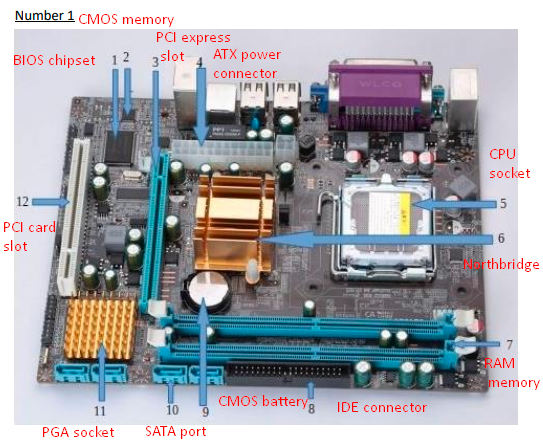 Number 1 CMOS memory
PCI express
slot
ATX power
connector
BIOS chipset
1
2
3
4
CPU
socket
5
12
PCI card
slot
6
Northbridge
7
RAM
memory
11
10
9
CMOS battery
8
IDE connector
PGA socket
SATA port